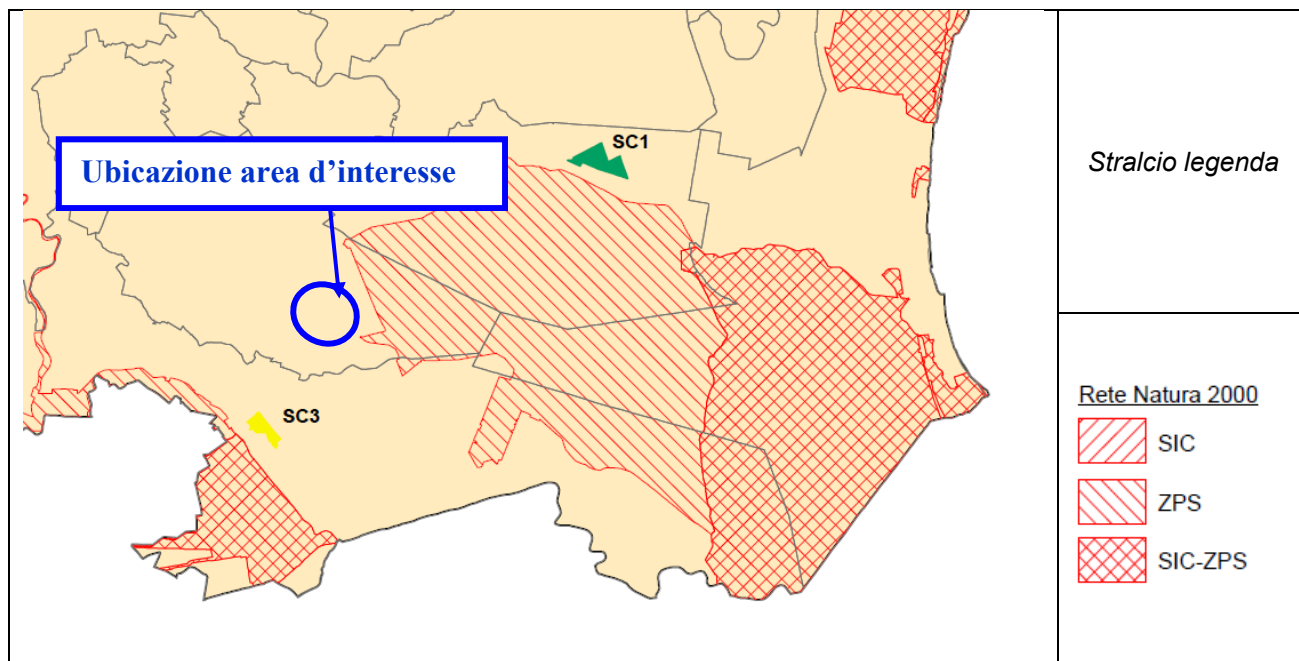 SC1
Ubicazione area d'interesse
SC3
Stralcio legenda
Rete Natura 2000
SIC
ZPS
SIC-ZPS